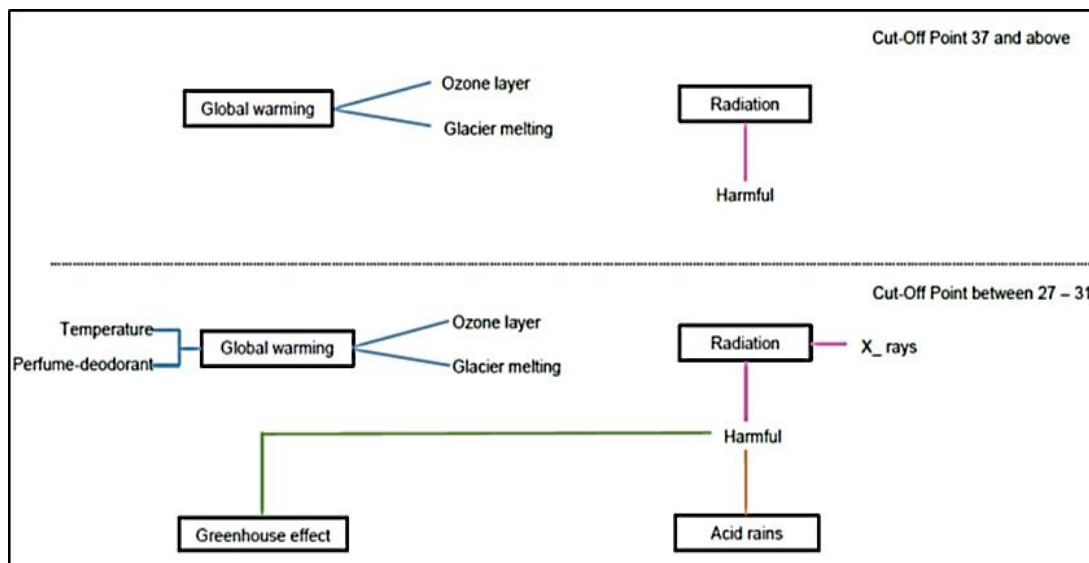 Cut-Off Point 37 and above
Ozone layer
Global warming
Radiation
Glacier melting
Harmful
Cut-Off Point between 27 – 31
Temperature
Ozone layer
Global warming
Radiation
X_ rays
Perfume-deodorant
Glacier melting
Harmful
Greenhouse effect
Acid rains